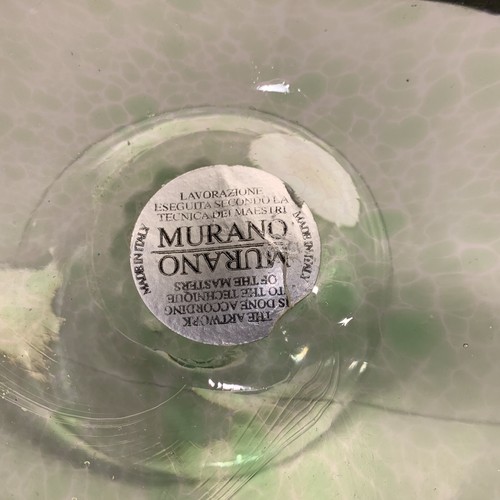 LAVORAZIONE
ESEGUITA SECONDO LA
TECNICA DEI MAESTRI
MURANO
MADE IN ITALY
MADE IN ITALY
MURANO
THE ARTWORK
IS DONE ACCORDING
TO THE TECHNIQUE
OF THE MASTERS